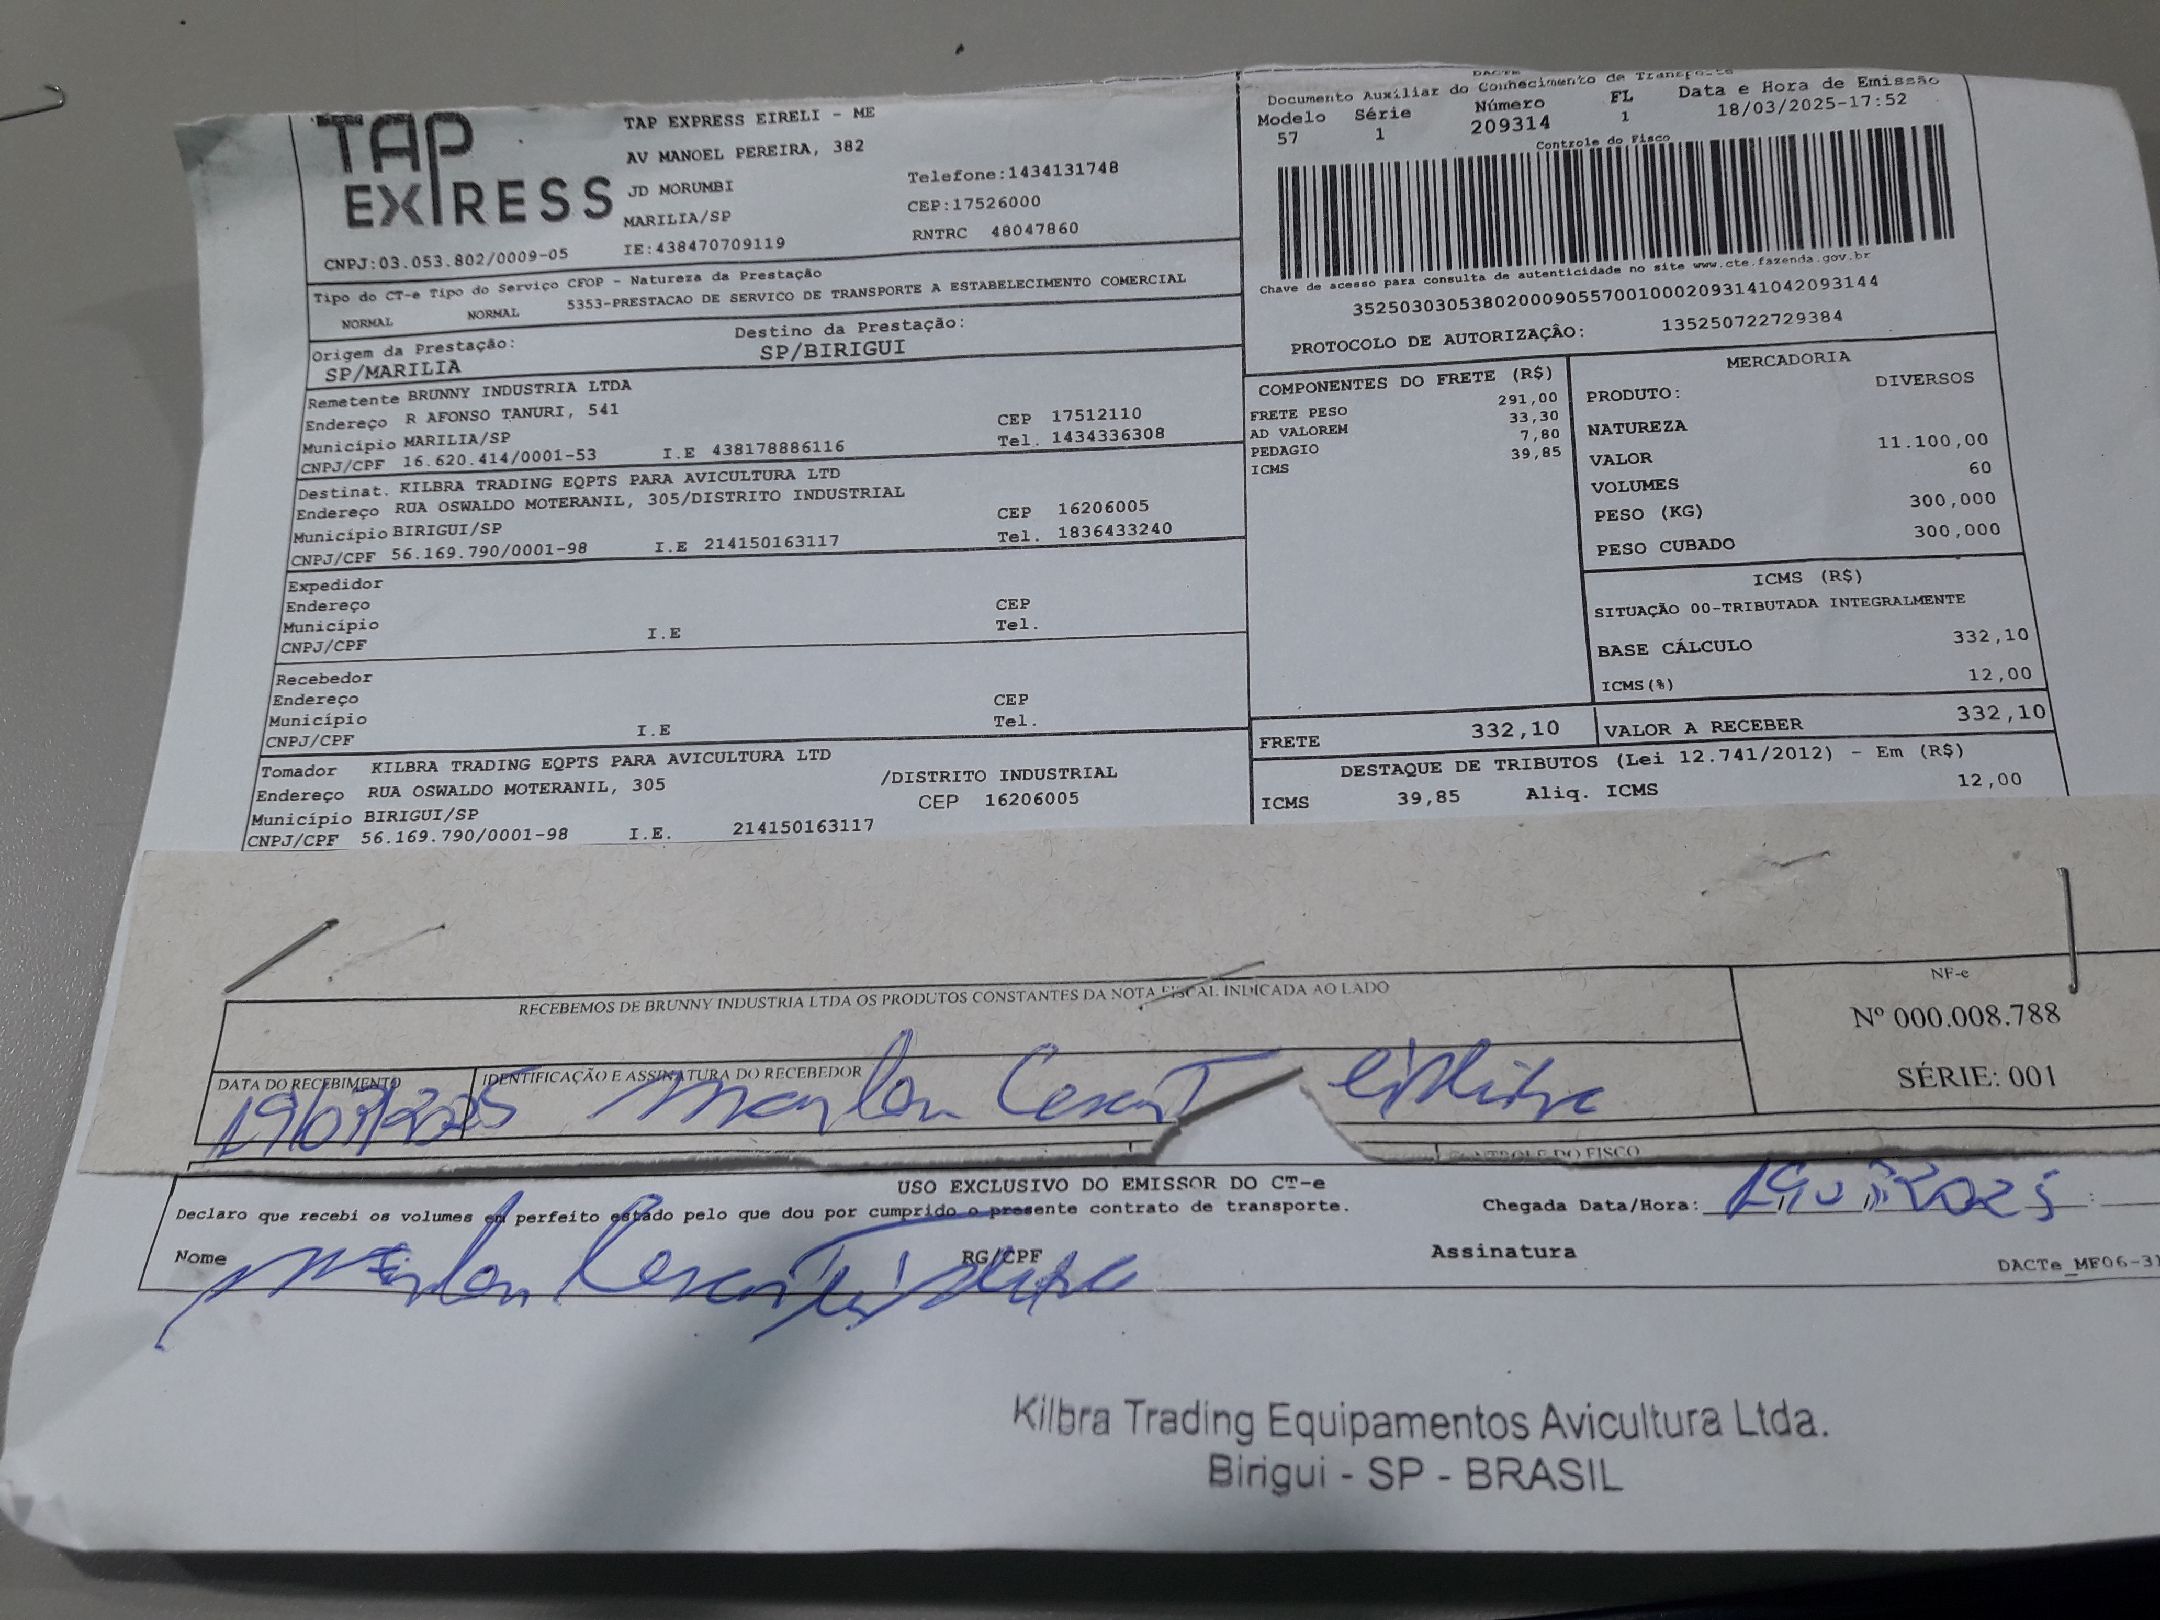 TAP EXPRESS
TAP EXPRESS EIRELI - ME
AV MANOEL PEREIRA, 382
JD MORUMBI
Telefone:1434131748
MARILIA/SP
CEP:17526000
CNPJ:03.053.802/0009-05
IE:438470709119
RNTRC 48047860
DACTE
Documento Auxiliar do Conhecimento de Transporte
Modelo Série Número FL Data e Hora de Emissão
57 1 209314 1 18/03/2025-17:52
Controle do Fisco
Chave de acesso para consulta de autenticidade no site www.cte.fazenda.gov.br
35250303053802000905570010002093141042093144
PROTOCOLO DE AUTORIZAÇÂO: 135250722729384
Tipo do CT-e Tipo do Serviço CFOP - Natureza da Prestação
NORMAL NORMAL 5353-PRESTACAO DE SERVICO DE TRANSPORTE A ESTABELECIMENTO COMERCIAL
Origem da Prestação: Destino da Prestação:
SP/MARILIA SP/BIRIGUI
Remetente BRUNNY INDUSTRIA LTDA
Endereço R AFONSO TANURI, 541 CEP 17512110
Município MARILIA/SP Tel. 1434336308
CNPJ/CPF 16.620.414/0001-53 I.E 438178886116
Destinat. KILBRA TRADING EQPTS PARA AVICULTURA LTD
Endereço RUA OSWALDO MOTERANIL, 305/DISTRITO INDUSTRIAL CEP 16206005
Município BIRIGUI/SP Tel. 1836433240
CNPJ/CPF 56.169.790/0001-98 I.E 214150163117
Expedidor
Endereço CEP
Município Tel.
CNPJ/CPF I.E
Recebedor
Endereço CEP
Município Tel.
CNPJ/CPF I.E
Tomador KILBRA TRADING EQPTS PARA AVICULTURA LTD
Endereço RUA OSWALDO MOTERANIL, 305 /DISTRITO INDUSTRIAL
Município BIRIGUI/SP CEP 16206005
CNPJ/CPF 56.169.790/0001-98 I.E. 214150163117
COMPONENTES DO FRETE (R$)
FRETE PESO 291,00
AD VALOREM 33,30
PEDAGIO 7,80
ICMS 39,85
MERCADORIA
PRODUTO: DIVERSOS
NATUREZA
VALOR 11.100,00
VOLUMES 60
PESO (KG) 300,000
PESO CUBADO 300,000
ICMS (R$)
SITUAÇÃO 00-TRIBUTADA INTEGRALMENTE
BASE CÁLCULO 332,10
ICMS(%) 12,00
FRETE 332,10 VALOR A RECEBER 332,10
DESTAQUE DE TRIBUTOS (Lei 12.741/2012) - Em (R$)
ICMS 39,85 Aliq. ICMS 12,00
RECEBEMOS DE BRUNNY INDUSTRIA LTDA OS PRODUTOS CONSTANTES DA NOTA FISCAL INDICADA AO LADO
NF-e
Nº 000.008.788
SÉRIE: 001
DATA DO RECEBIMENTO IDENTIFICAÇÃO E ASSINATURA DO RECEBEDOR
19/03/2025 Marlon Cesar
CONTROLE DO FISCO
USO EXCLUSIVO DO EMISSOR DO CT-e
Declaro que recebi os volumes em perfeito estado pelo que dou por cumprido o presente contrato de transporte.
Chegada Data/Hora: :
Nome Marlon Cesar RG/CPF Assinatura
DACTe_MF06-31
Kilbra Trading Equipamentos Avicultura Ltda.
Birigui - SP - BRASIL